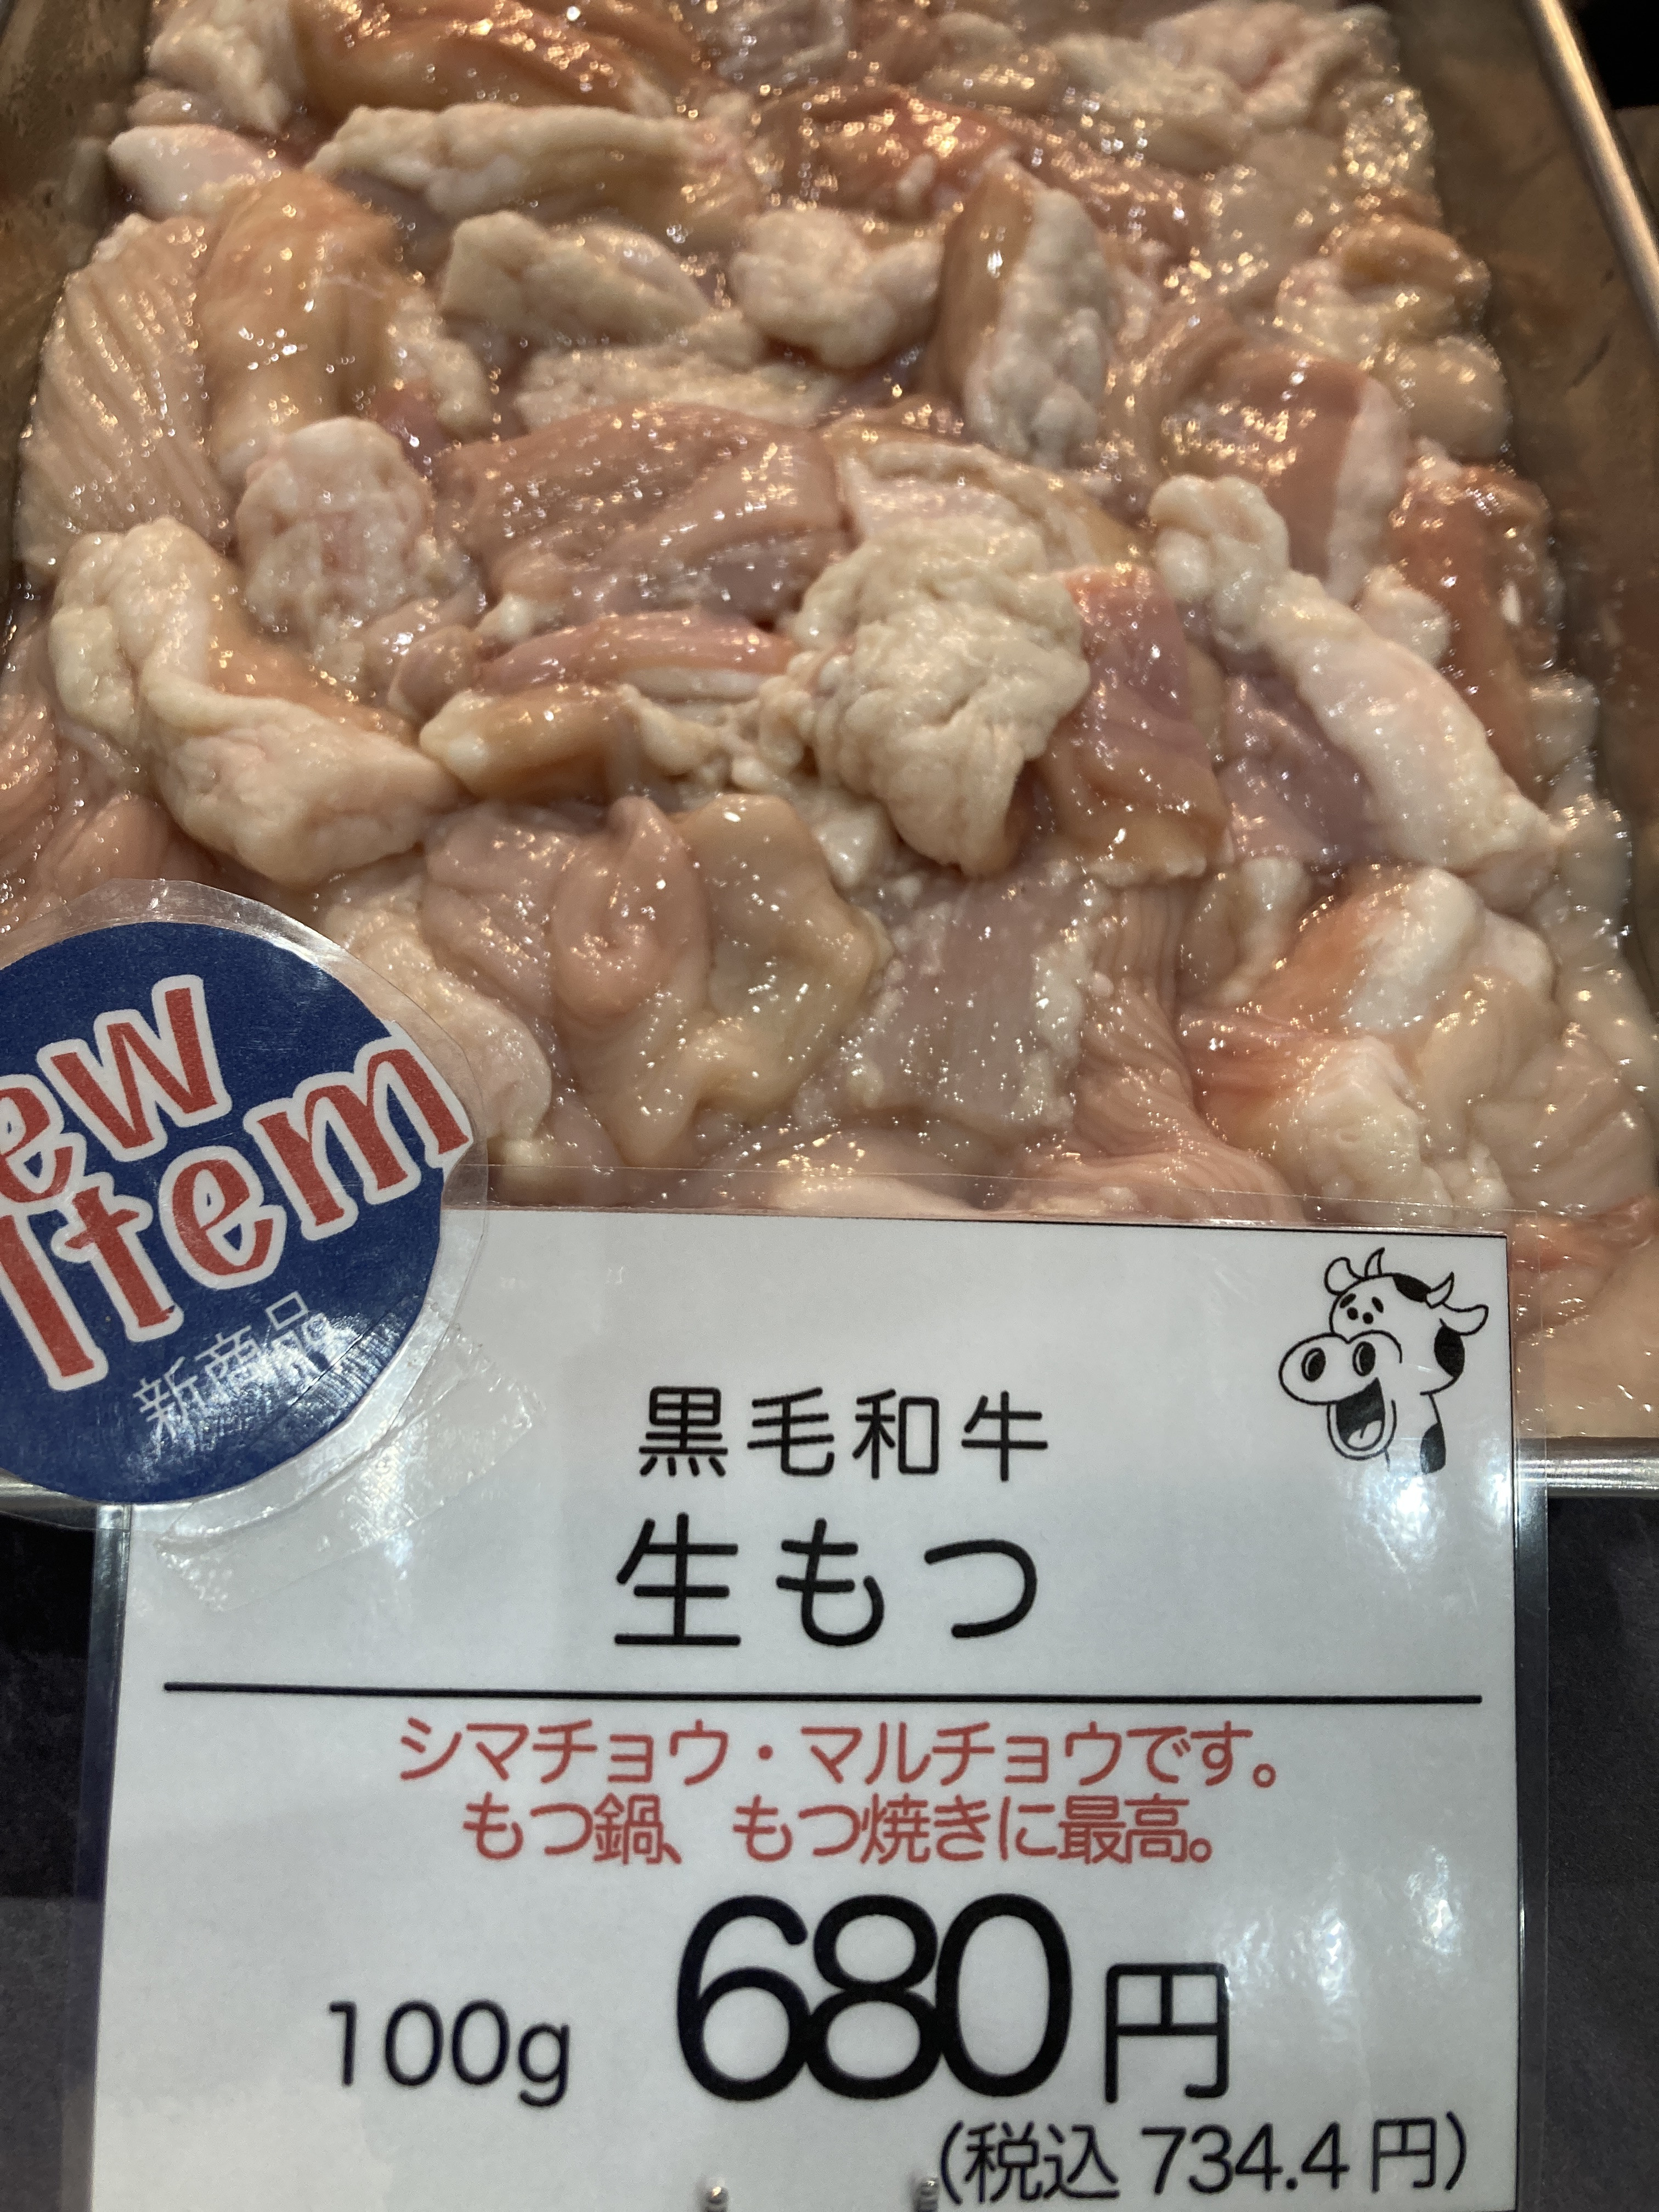 ew
Item
新商品
黒毛和牛
生もつ
シマチョウ・マルチョウです。
もつ鍋、もつ焼きに最高。
100g 680円
(税込 734.4 円)